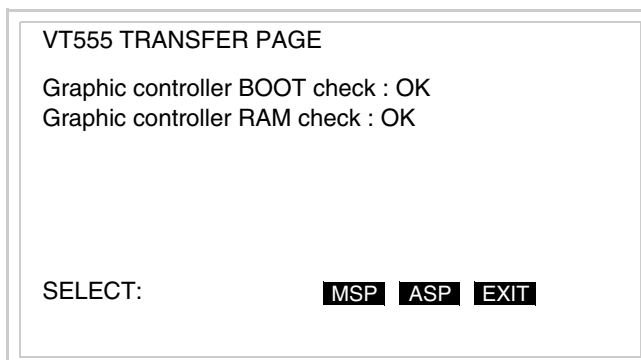 VT555 TRANSFER PAGE
Graphic controller BOOT check : OK
Graphic controller RAM check : OK
SELECT: MSP ASP EXIT